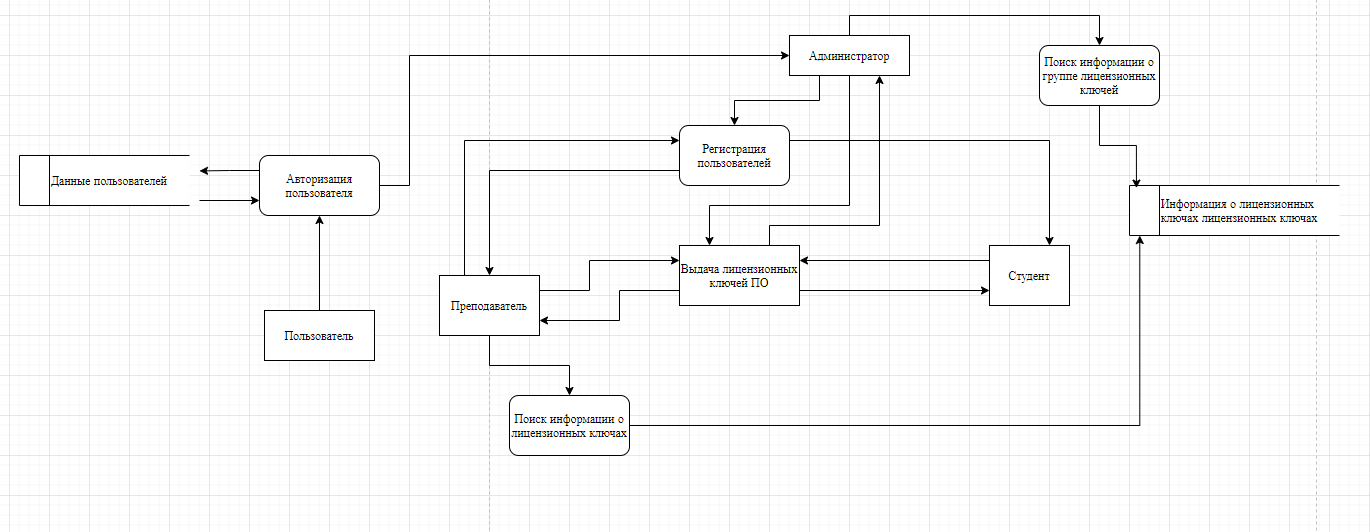 Администратор
Поиск информации о
группе лицензионных
ключей
Регистрация
пользователей
Данные пользователей
Авторизация
пользователя
Информация о лицензионных
ключах лицензионных ключах
Выдача лицензионных
ключей ПО
Студент
Преподаватель
Пользователь
Поиск информации о
лицензионных ключах